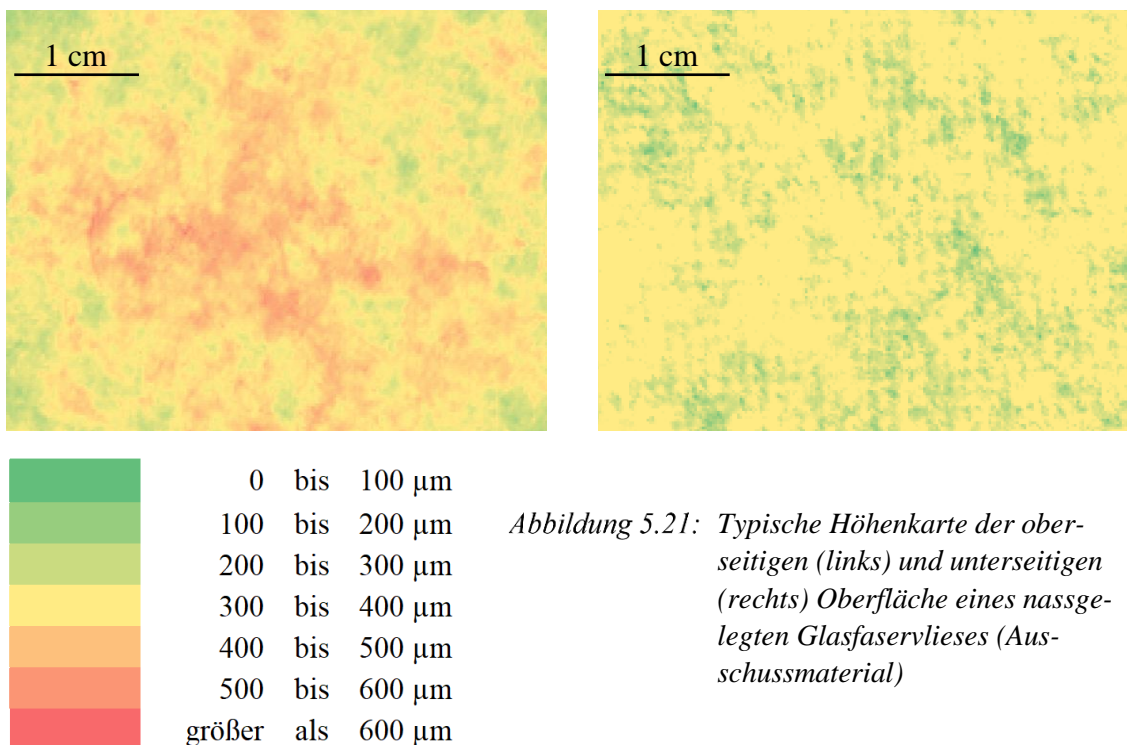 1 cm
1 cm
0 bis 100 µm
100 bis 200 µm
200 bis 300 µm
300 bis 400 µm
400 bis 500 µm
500 bis 600 µm
größer als 600 µm
Abbildung 5.21: Typische Höhenkarte der ober-
seitigen (links) und unterseitigen
(rechts) Oberfläche eines nassge-
legten Glasfaservlieses (Aus-
schussmaterial)